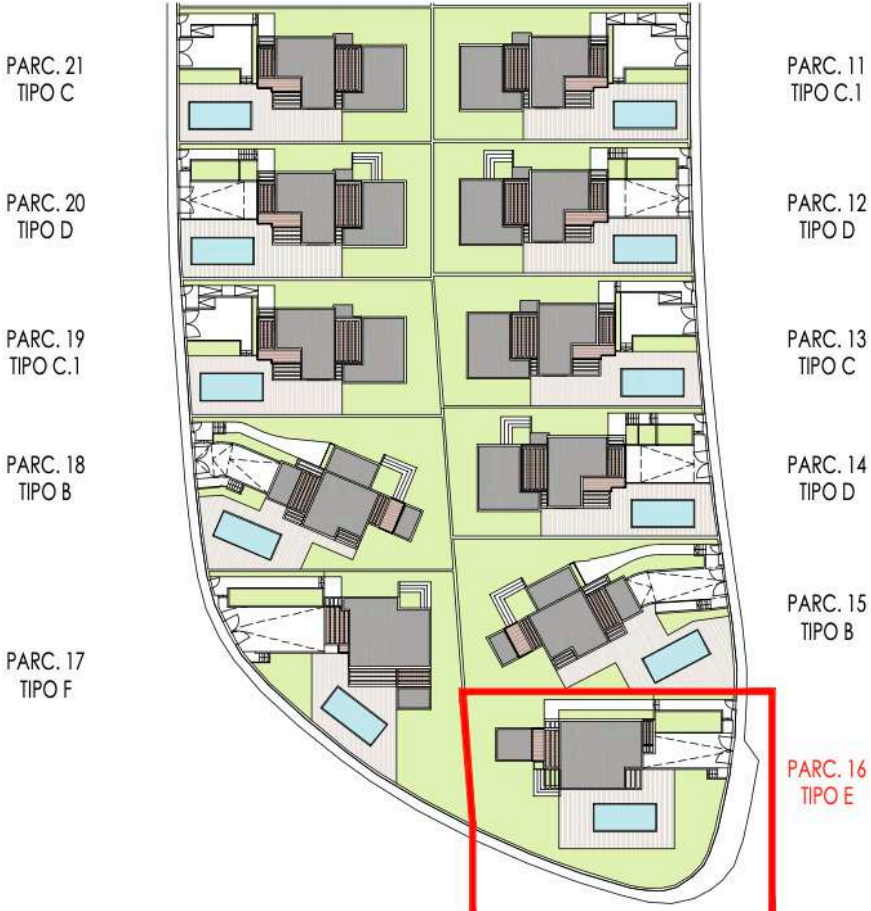 PARC. 21
TIPO C
PARC. 11
TIPO C.1
PARC. 20
TIPO D
PARC. 12
TIPO D
PARC. 19
TIPO C.1
PARC. 13
TIPO C
PARC. 18
TIPO B
PARC. 14
TIPO D
PARC. 15
TIPO B
PARC. 17
TIPO F
PARC. 16
TIPO E